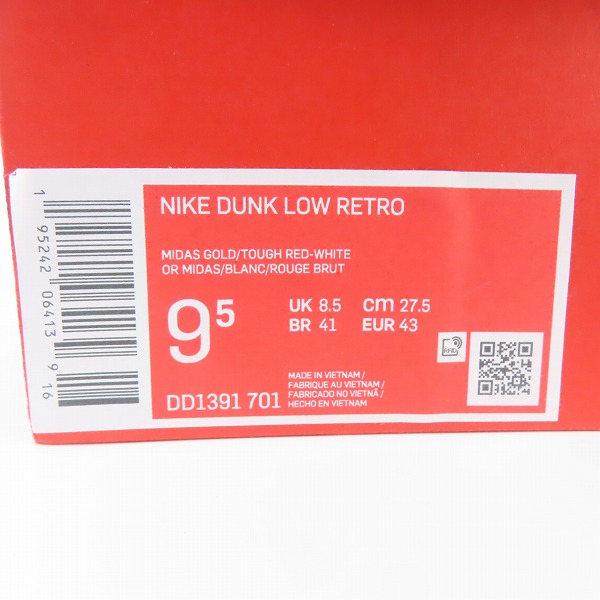 NIKE DUNK LOW RETRO
MIDAS GOLD/TOUGH RED-WHITE
OR MIDAS/BLANC/ROUGE BRUT
9⁵
UK 8.5 cm 27.5
BR 41 EUR 43
RFID
MADE IN VIETNAM /
FABRIQUE AU VIETNAM /
FABRICADO NO VIETNÃ /
HECHO EN VIETNAM
DD1391 701
1 95242 06413 9 16